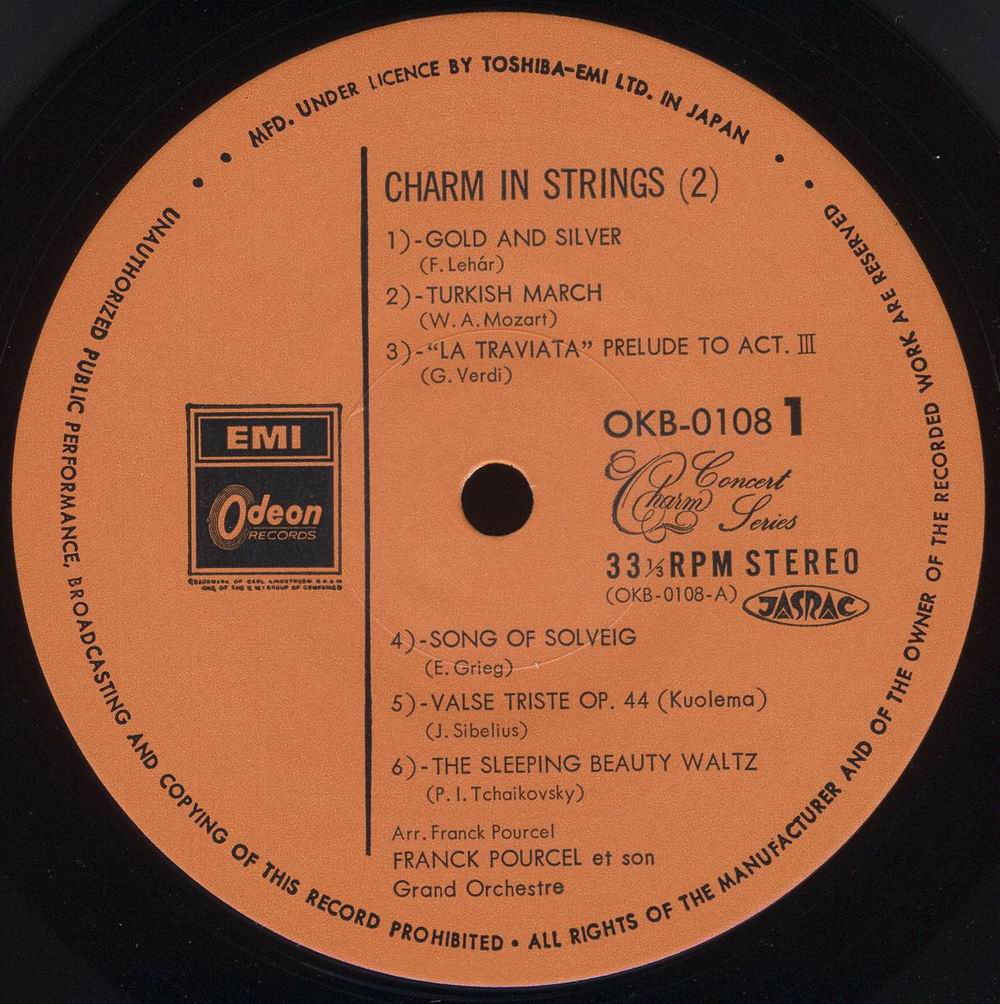 MFD. UNDER LICENCE BY TOSHIBA-EMI LTD. IN JAPAN
CHARM IN STRINGS (2)
1)-GOLD AND SILVER
(F. Lehár)
2)-TURKISH MARCH
(W. A. Mozart)
3)-“LA TRAVIATA” PRELUDE TO ACT. III
(G. Verdi)
OKB-0108 1
Charm Concert Series
EMI
Odeon
RECORDS
33 1/3 RPM STEREO
(OKB-0108-A) JASRAC
4)-SONG OF SOLVEIG
(E. Grieg)
5)-VALSE TRISTE OP. 44 (Kuolema)
(J. Sibelius)
6)-THE SLEEPING BEAUTY WALTZ
(P. I. Tchaikovsky)
Arr. Franck Pourcel
FRANCK POURCEL et son
Grand Orchestre
UNAUTHORIZED PUBLIC PERFORMANCE, BROADCASTING AND COPYING OF THIS RECORD PROHIBITED • ALL RIGHTS OF THE MANUFACTURER AND OF THE OWNER OF THE RECORDED WORK ARE RESERVED